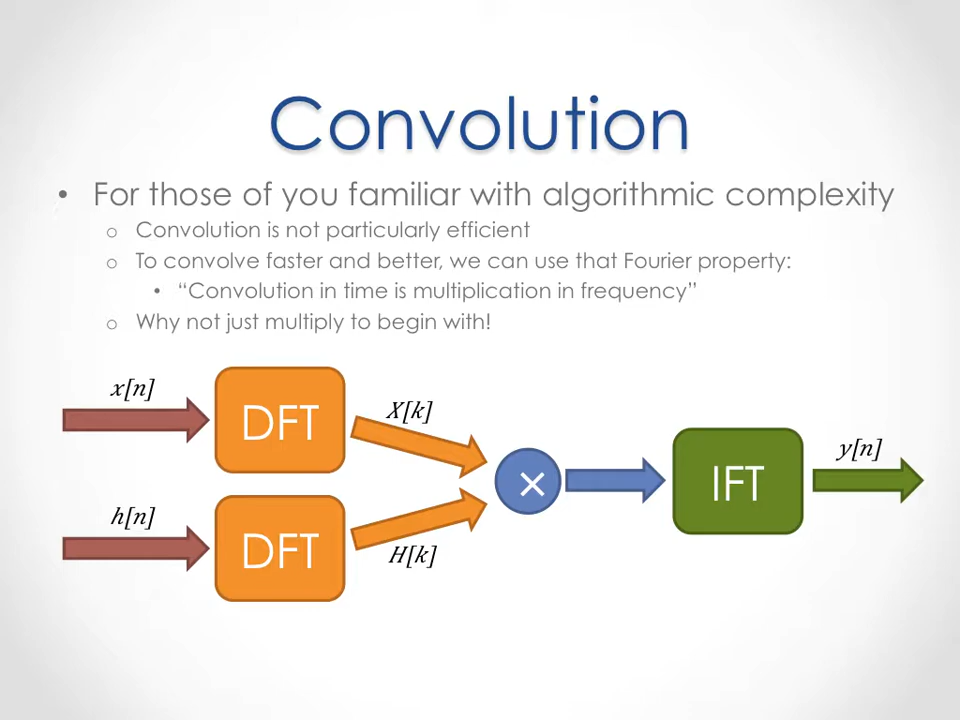 Convolution
• For those of you familiar with algorithmic complexity
o Convolution is not particularly efficient
o To convolve faster and better, we can use that Fourier property:
• “Convolution in time is multiplication in frequency”
o Why not just multiply to begin with!
x[n]
DFT
X[k]
h[n]
DFT
H[k]
×
IFT
y[n]